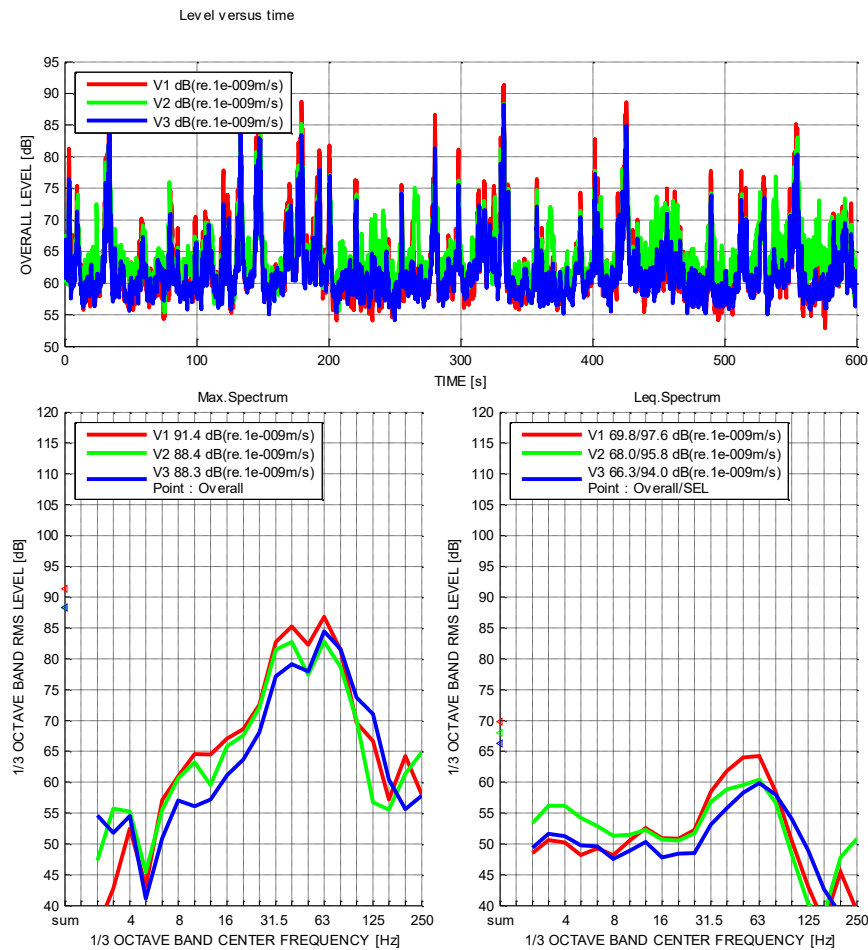 Level versus time
95
90
85
80
75
70
65
60
55
50
OVERALL LEVEL [dB]
V1 dB(re.1e-009m/s)
V2 dB(re.1e-009m/s)
V3 dB(re.1e-009m/s)
0 100 200 300 400 500 600
TIME [s]
Max.Spectrum
120
115
110
105
100
95
90
85
80
75
70
65
60
55
50
45
40
1/3 OCTAVE BAND RMS LEVEL [dB]
V1 91.4 dB(re.1e-009m/s)
V2 88.4 dB(re.1e-009m/s)
V3 88.3 dB(re.1e-009m/s)
Point : Overall
sum 4 8 16 31.5 63 125 250
1/3 OCTAVE BAND CENTER FREQUENCY [Hz]
Leq.Spectrum
120
115
110
105
100
95
90
85
80
75
70
65
60
55
50
45
40
1/3 OCTAVE BAND RMS LEVEL [dB]
V1 69.8/97.6 dB(re.1e-009m/s)
V2 68.0/95.8 dB(re.1e-009m/s)
V3 66.3/94.0 dB(re.1e-009m/s)
Point : Overall/SEL
sum 4 8 16 31.5 63 125 250
1/3 OCTAVE BAND CENTER FREQUENCY [Hz]